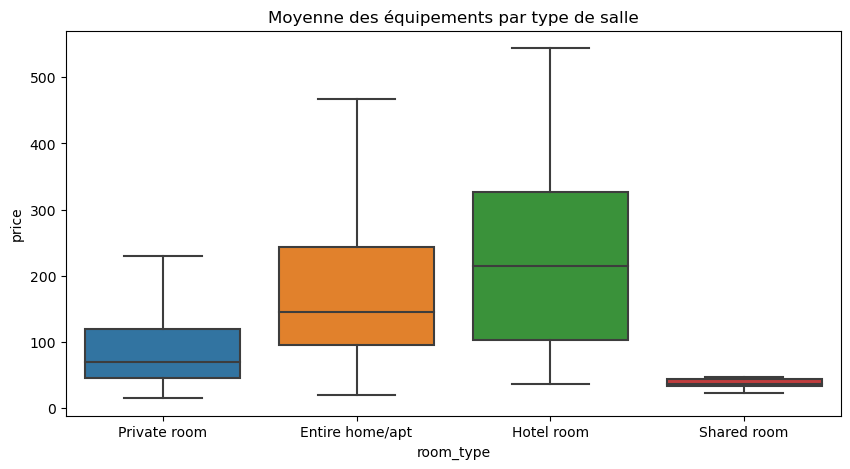 Moyenne des équipements par type de salle
500
400
300
200
100
0
price
Private room
Entire home/apt
Hotel room
Shared room
room_type